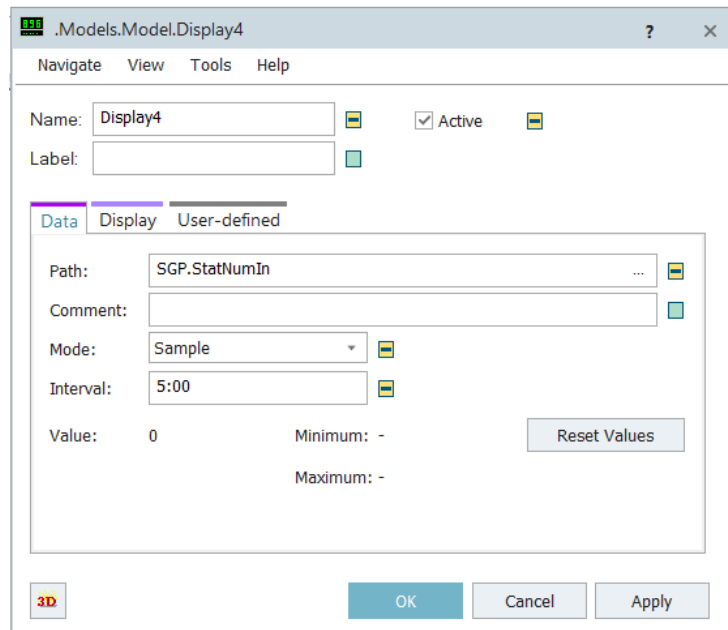 .Models.Model.Display4 ?
Navigate View Tools Help
Name: Display4 Active
Label:
Data Display User-defined
Path: SGP.StatNumIn ...
Comment:
Mode: Sample
Interval: 5:00
Value: 0 Minimum: - Reset Values
Maximum: -
3D OK Cancel Apply